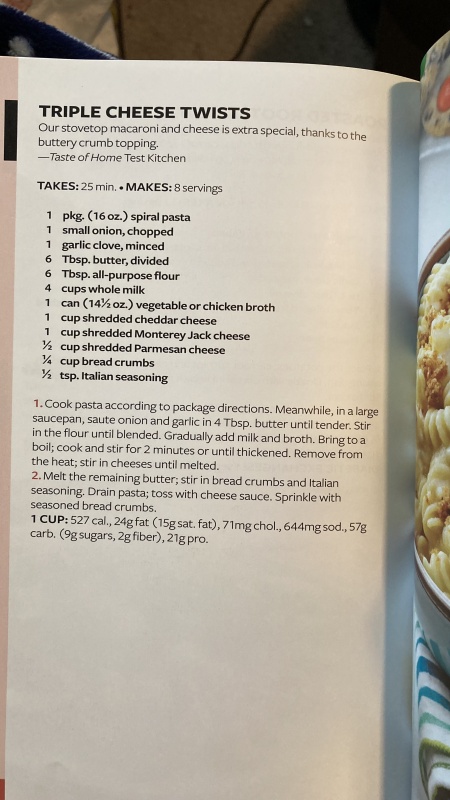 TRIPLE CHEESE TWISTS
Our stovetop macaroni and cheese is extra special, thanks to the
buttery crumb topping.
—Taste of Home Test Kitchen
TAKES: 25 min. • MAKES: 8 servings
1 pkg. (16 oz.) spiral pasta
1 small onion, chopped
1 garlic clove, minced
6 Tbsp. butter, divided
6 Tbsp. all-purpose flour
4 cups whole milk
1 can (14½ oz.) vegetable or chicken broth
1 cup shredded cheddar cheese
1 cup shredded Monterey Jack cheese
½ cup shredded Parmesan cheese
¼ cup bread crumbs
½ tsp. Italian seasoning
1. Cook pasta according to package directions. Meanwhile, in a large
saucepan, saute onion and garlic in 4 Tbsp. butter until tender. Stir
in the flour until blended. Gradually add milk and broth. Bring to a
boil; cook and stir for 2 minutes or until thickened. Remove from
the heat; stir in cheeses until melted.
2. Melt the remaining butter; stir in bread crumbs and Italian
seasoning. Drain pasta; toss with cheese sauce. Sprinkle with
seasoned bread crumbs.
1 CUP: 527 cal., 24g fat (15g sat. fat), 71mg chol., 644mg sod., 57g
carb. (9g sugars, 2g fiber), 21g pro.